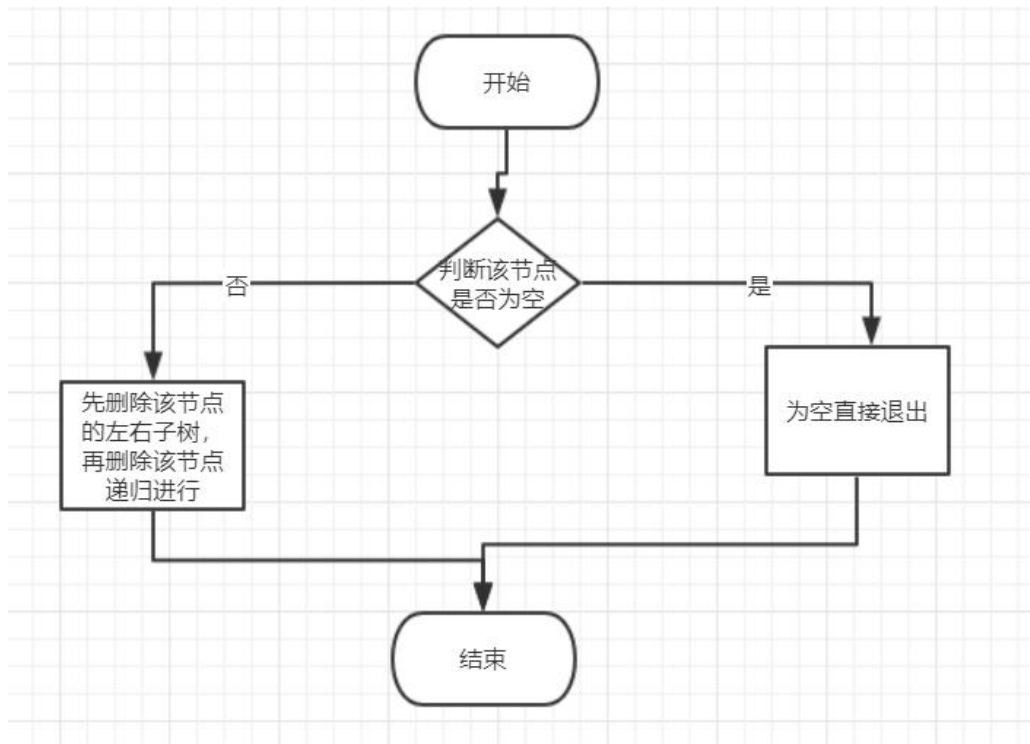 开始
判断该节点
是否为空
否
是
先删除该节点
的左右子树，
再删除该节点
递归进行
为空直接退出
结束